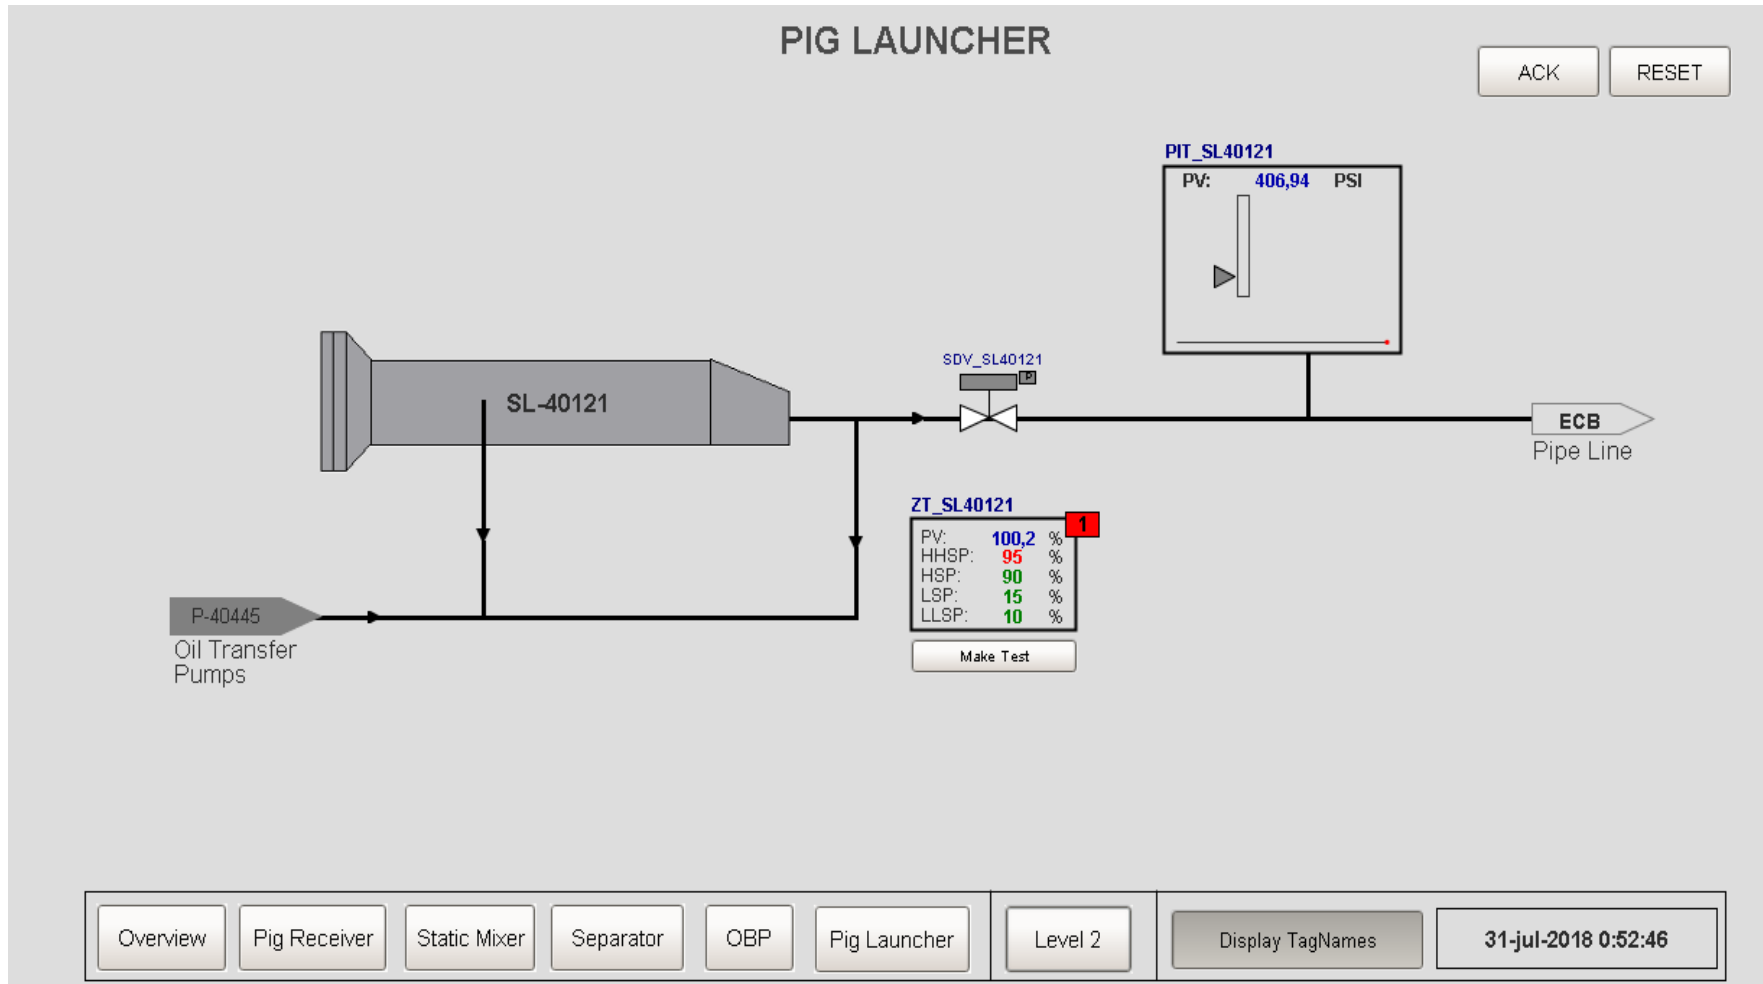 PIG LAUNCHER
ACK
RESET
PIT_SL40121
PV: 406,94 PSI
SDV_SL40121
P
SL-40121
ECB
Pipe Line
ZT_SL40121
1
PV: 100,2 %
HHSP: 95 %
HSP: 90 %
LSP: 15 %
LLSP: 10 %
Make Test
P-40445
Oil Transfer
Pumps
Overview
Pig Receiver
Static Mixer
Separator
OBP
Pig Launcher
Level 2
Display TagNames
31-jul-2018 0:52:46